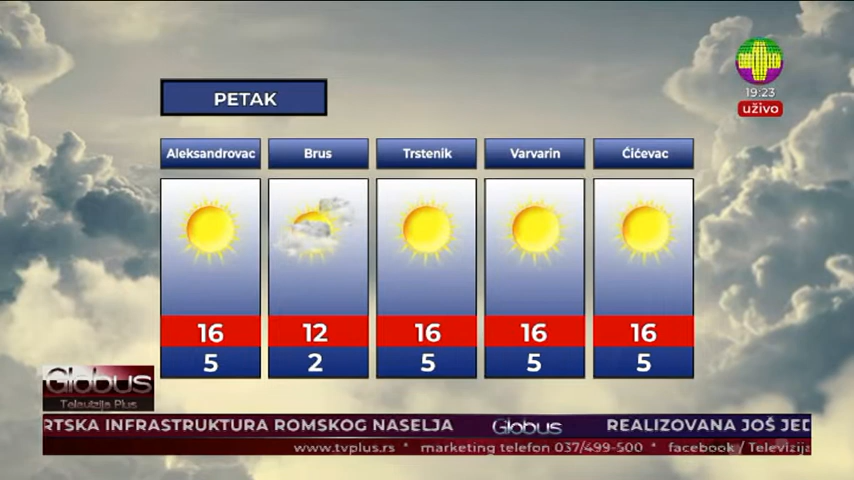 19:23
uživo
PETAK
Aleksandrovac Brus Trstenik Varvarin Ćićevac
16 12 16 16 16
5 2 5 5 5
Globus
Televizija Plus
RTSKA INFRASTRUKTURA ROMSKOG NASELJA Globus REALIZOVANA JOŠ JED
www.tvplus.rs * marketing telefon 037/499-500 * facebook / Televizija